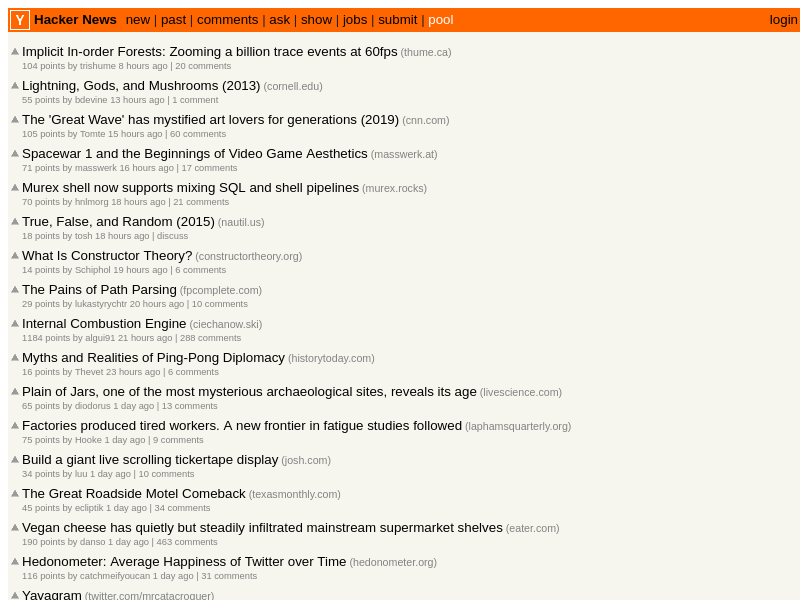 Y Hacker News new | past | comments | ask | show | jobs | submit | pool login
Implicit In-order Forests: Zooming a billion trace events at 60fps (thume.ca)
104 points by trishume 8 hours ago | 20 comments
Lightning, Gods, and Mushrooms (2013) (cornell.edu)
55 points by bdevine 13 hours ago | 1 comment
The 'Great Wave' has mystified art lovers for generations (2019) (cnn.com)
105 points by Tomte 15 hours ago | 60 comments
Spacewar 1 and the Beginnings of Video Game Aesthetics (masswerk.at)
71 points by masswerk 16 hours ago | 17 comments
Murex shell now supports mixing SQL and shell pipelines (murex.rocks)
70 points by hnlmorg 18 hours ago | 21 comments
True, False, and Random (2015) (nautil.us)
18 points by tosh 18 hours ago | discuss
What Is Constructor Theory? (constructortheory.org)
14 points by Schiphol 19 hours ago | 6 comments
The Pains of Path Parsing (fpcomplete.com)
29 points by lukastyrychtr 20 hours ago | 10 comments
Internal Combustion Engine (ciechanow.ski)
1184 points by algui91 21 hours ago | 288 comments
Myths and Realities of Ping-Pong Diplomacy (historytoday.com)
16 points by Thevet 23 hours ago | 6 comments
Plain of Jars, one of the most mysterious archaeological sites, reveals its age (livescience.com)
65 points by diodorus 1 day ago | 13 comments
Factories produced tired workers. A new frontier in fatigue studies followed (laphamsquarterly.org)
75 points by Hooke 1 day ago | 9 comments
Build a giant live scrolling tickertape display (josh.com)
34 points by luu 1 day ago | 10 comments
The Great Roadside Motel Comeback (texasmonthly.com)
45 points by ecliptik 1 day ago | 34 comments
Vegan cheese has quietly but steadily infiltrated mainstream supermarket shelves (eater.com)
190 points by danso 1 day ago | 463 comments
Hedonometer: Average Happiness of Twitter over Time (hedonometer.org)
116 points by catchmeifyoucan 1 day ago | 31 comments
Yayagram (twitter.com/mrcatacroquer)